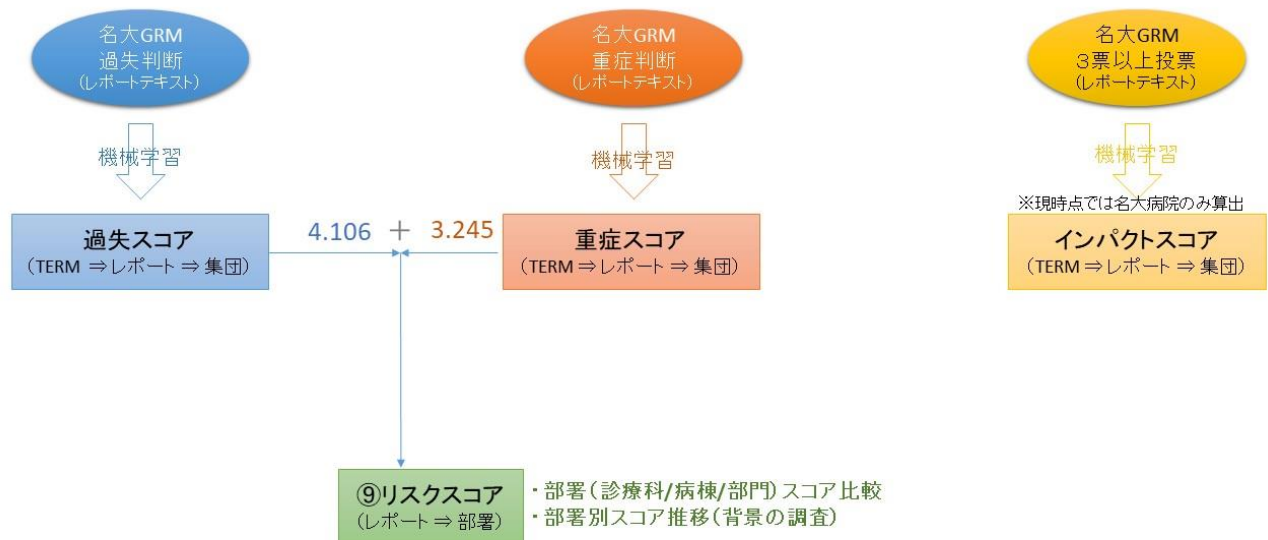 名大GRM
過失判断
(レポートテキスト)
名大GRM
重症判断
(レポートテキスト)
名大GRM
3票以上投票
(レポートテキスト)
機械学習
機械学習
機械学習
※現時点では名大病院のみ算出
過失スコア
(TERM ⇒レポート ⇒ 集団)
4.106 + 3.245
重症スコア
(TERM ⇒レポート ⇒ 集団)
インパクトスコア
(TERM ⇒レポート ⇒ 集団)
⑨リスクスコア
(レポート ⇒ 部署)
・部署(診療科/病棟/部門)スコア比較
・部署別スコア推移(背景の調査)